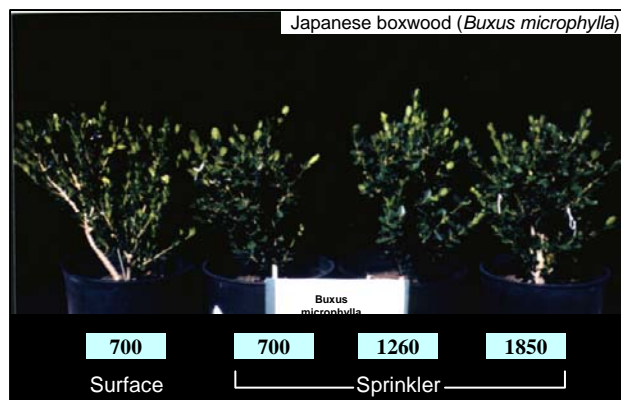 Japanese boxwood (Buxus microphylla)
Buxus
microphylla
700 700 1260 1850
Surface Sprinkler